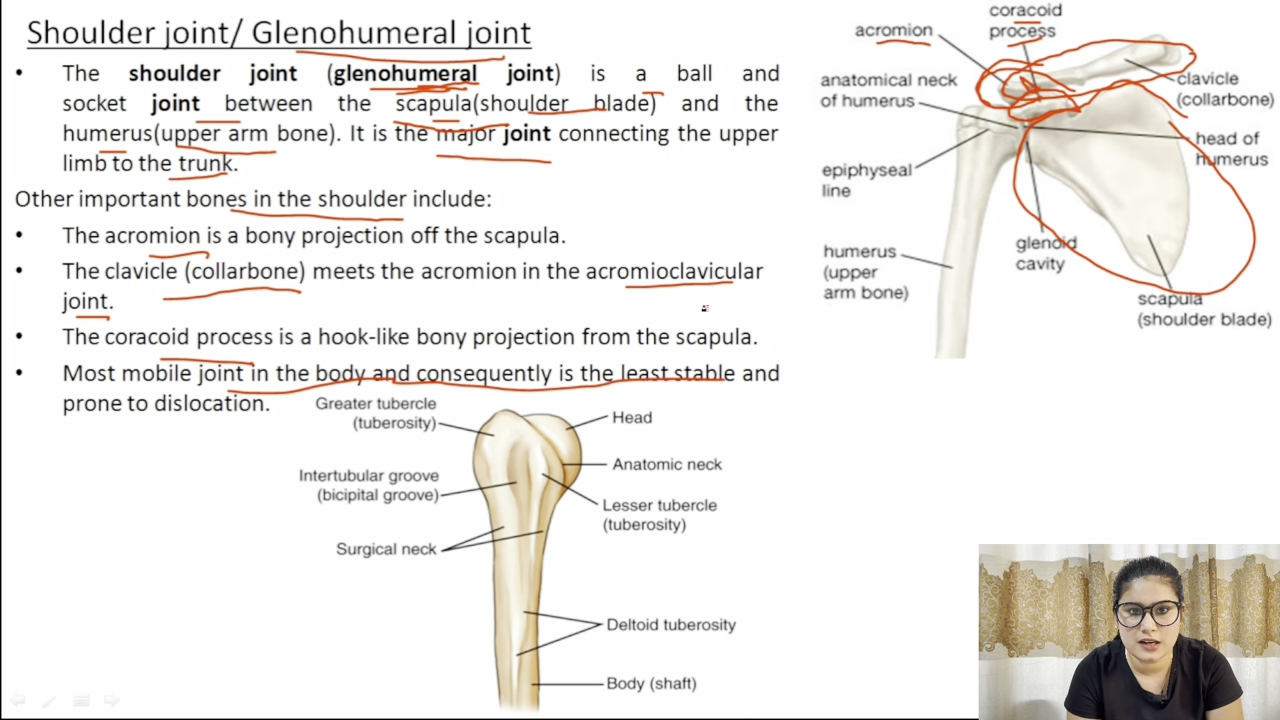 Shoulder joint/ Glenohumeral joint
• The shoulder joint (glenohumeral joint) is a ball and
socket joint between the scapula(shoulder blade) and the
humerus(upper arm bone). It is the major joint connecting the upper
limb to the trunk.
Other important bones in the shoulder include:
• The acromion is a bony projection off the scapula.
• The clavicle (collarbone) meets the acromion in the acromioclavicular
joint.
• The coracoid process is a hook-like bony projection from the scapula.
• Most mobile joint in the body and consequently is the least stable and
prone to dislocation.
coracoid
process
acromion
anatomical neck
of humerus
clavicle
(collarbone)
head of
humerus
epiphyseal
line
glenoid
cavity
humerus
(upper
arm bone)
scapula
(shoulder blade)
Greater tubercle
(tuberosity)
Head
Anatomic neck
Intertubular groove
(bicipital groove)
Lesser tubercle
(tuberosity)
Surgical neck
Deltoid tuberosity
Body (shaft)